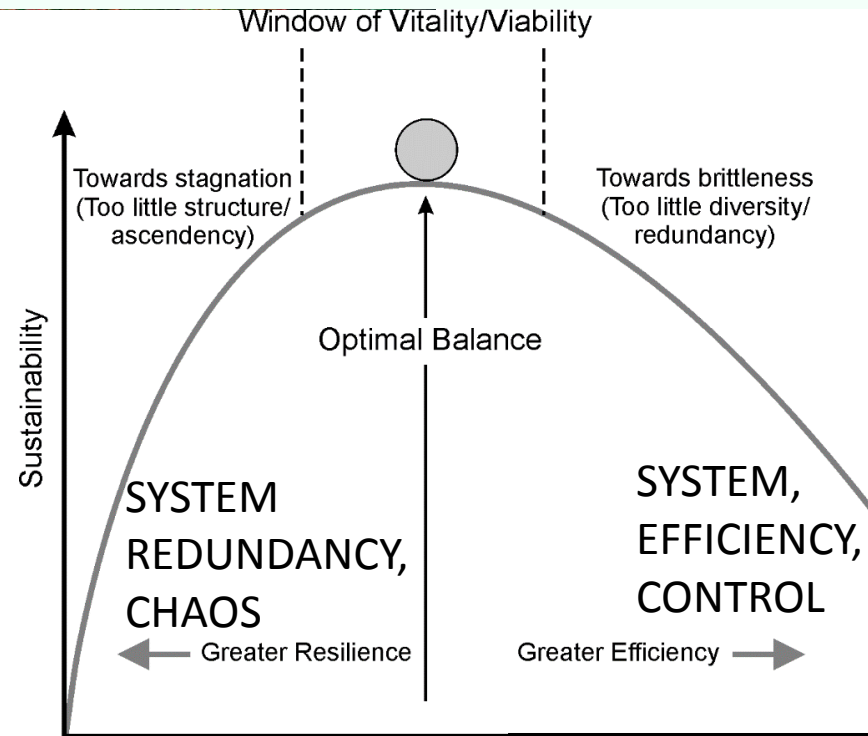 Window of Vitality/Viability
Towards stagnation
(Too little structure/
ascendency)
Towards brittleness
(Too little diversity/
redundancy)
Optimal Balance
Sustainability
SYSTEM
REDUNDANCY,
CHAOS
SYSTEM,
EFFICIENCY,
CONTROL
Greater Resilience
Greater Efficiency